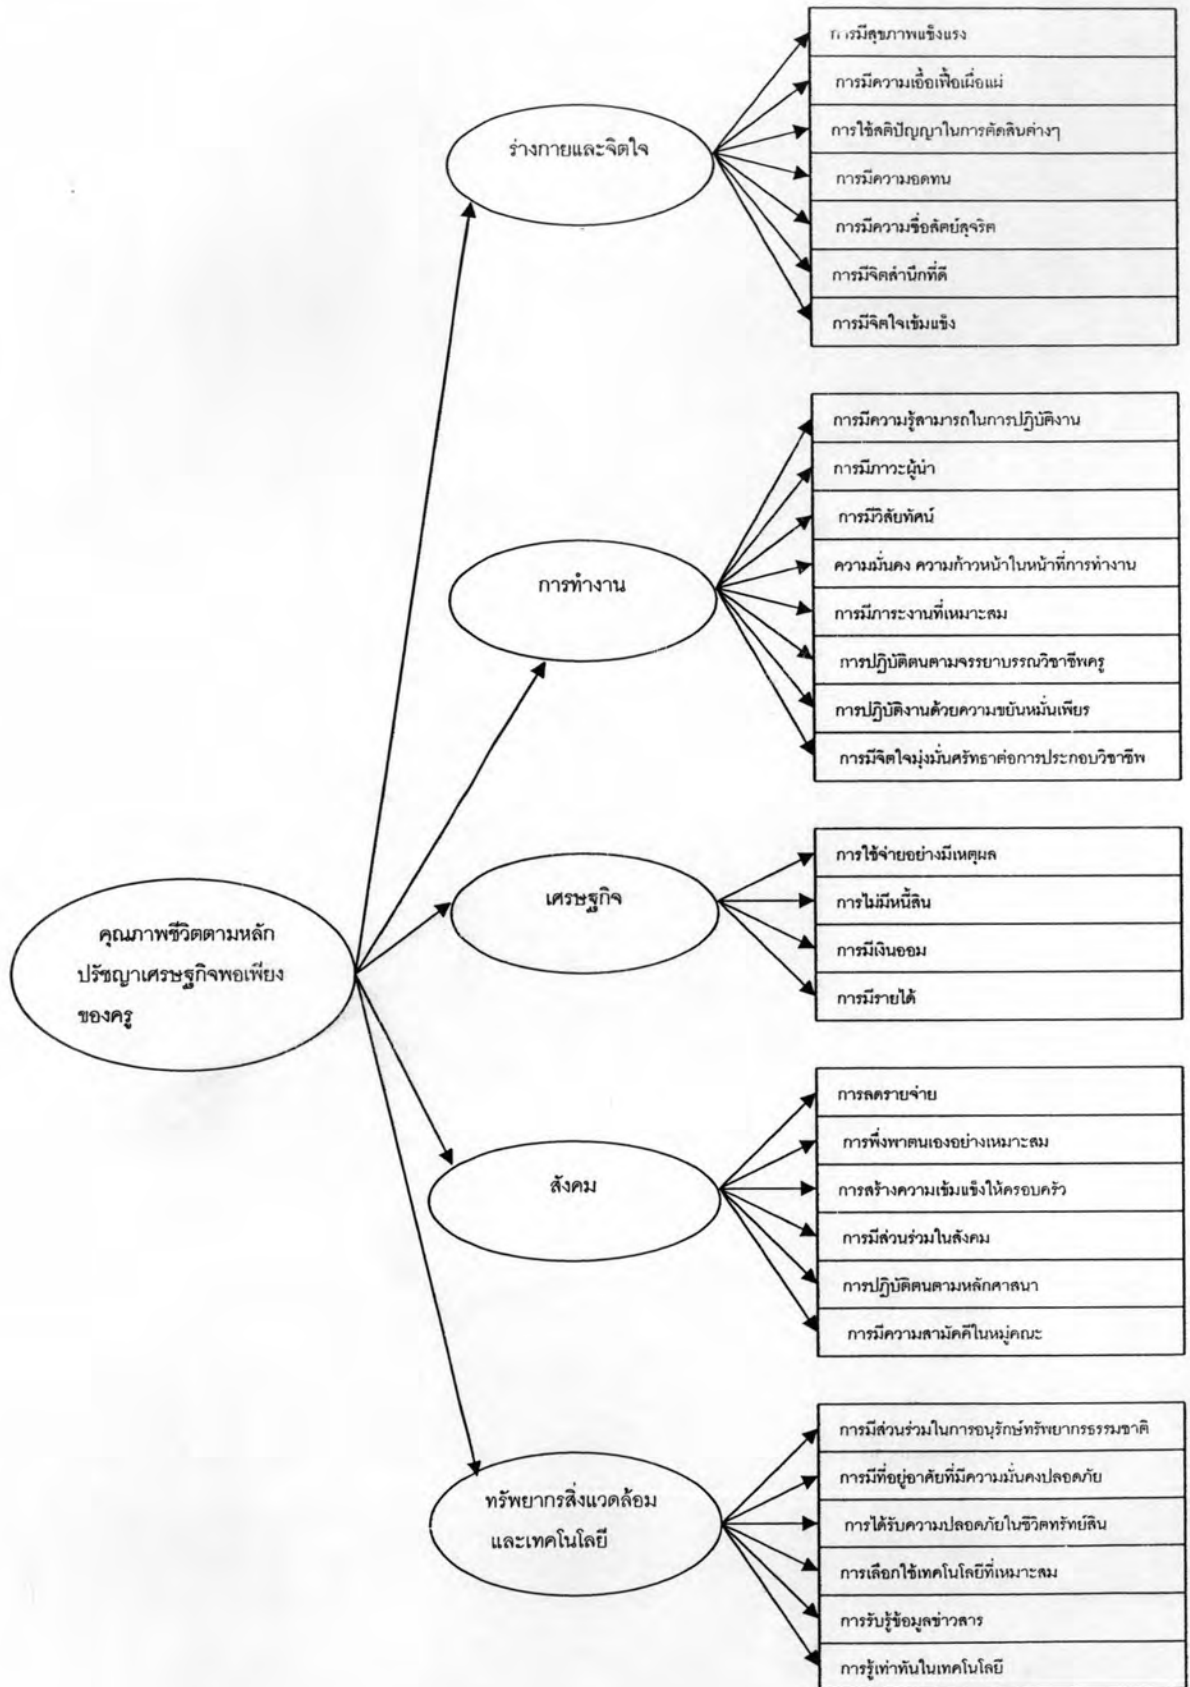 การมีสุขภาพแข็งแรง
การมีความเอื้อเฟื้อเผื่อแผ่
การใช้สติปัญญาในการตัดสินต่างๆ
การมีความอดทน
การมีความซื่อสัตย์สุจริต
การมีจิตสำนึกที่ดี
การมีจิตใจเข้มแข็ง
ร่างกายและจิตใจ
การมีความรู้สามารถในการปฏิบัติงาน
การมีภาวะผู้นำ
การมีวิสัยทัศน์
ความมั่นคง ความก้าวหน้าในหน้าที่การทำงาน
การมีภาระงานที่เหมาะสม
การปฏิบัติตนตามจรรยาบรรณวิชาชีพครู
การปฏิบัติงานด้วยความขยันหมั่นเพียร
การมีจิตใจมุ่งมั่นศรัทธาต่อการประกอบวิชาชีพ
การทำงาน
การใช้จ่ายอย่างมีเหตุผล
การไม่มีหนี้สิน
การมีเงินออม
การมีรายได้
เศรษฐกิจ
คุณภาพชีวิตตามหลัก
ปรัชญาเศรษฐกิจพอเพียง
ของครู
การลดรายจ่าย
การพึ่งพาตนเองอย่างเหมาะสม
การสร้างความเข้มแข็งให้ครอบครัว
การมีส่วนร่วมในสังคม
การปฏิบัติตนตามหลักศาสนา
การมีความสามัคคีในหมู่คณะ
สังคม
การมีส่วนร่วมในการอนุรักษ์ทรัพยากรธรรมชาติ
การมีที่อยู่อาศัยที่มีความมั่นคงปลอดภัย
การได้รับความปลอดภัยในชีวิตทรัพย์สิน
การเลือกใช้เทคโนโลยีที่เหมาะสม
การรับรู้ข้อมูลข่าวสาร
การรู้เท่าทันในเทคโนโลยี
ทรัพยากรสิ่งแวดล้อม
และเทคโนโลยี